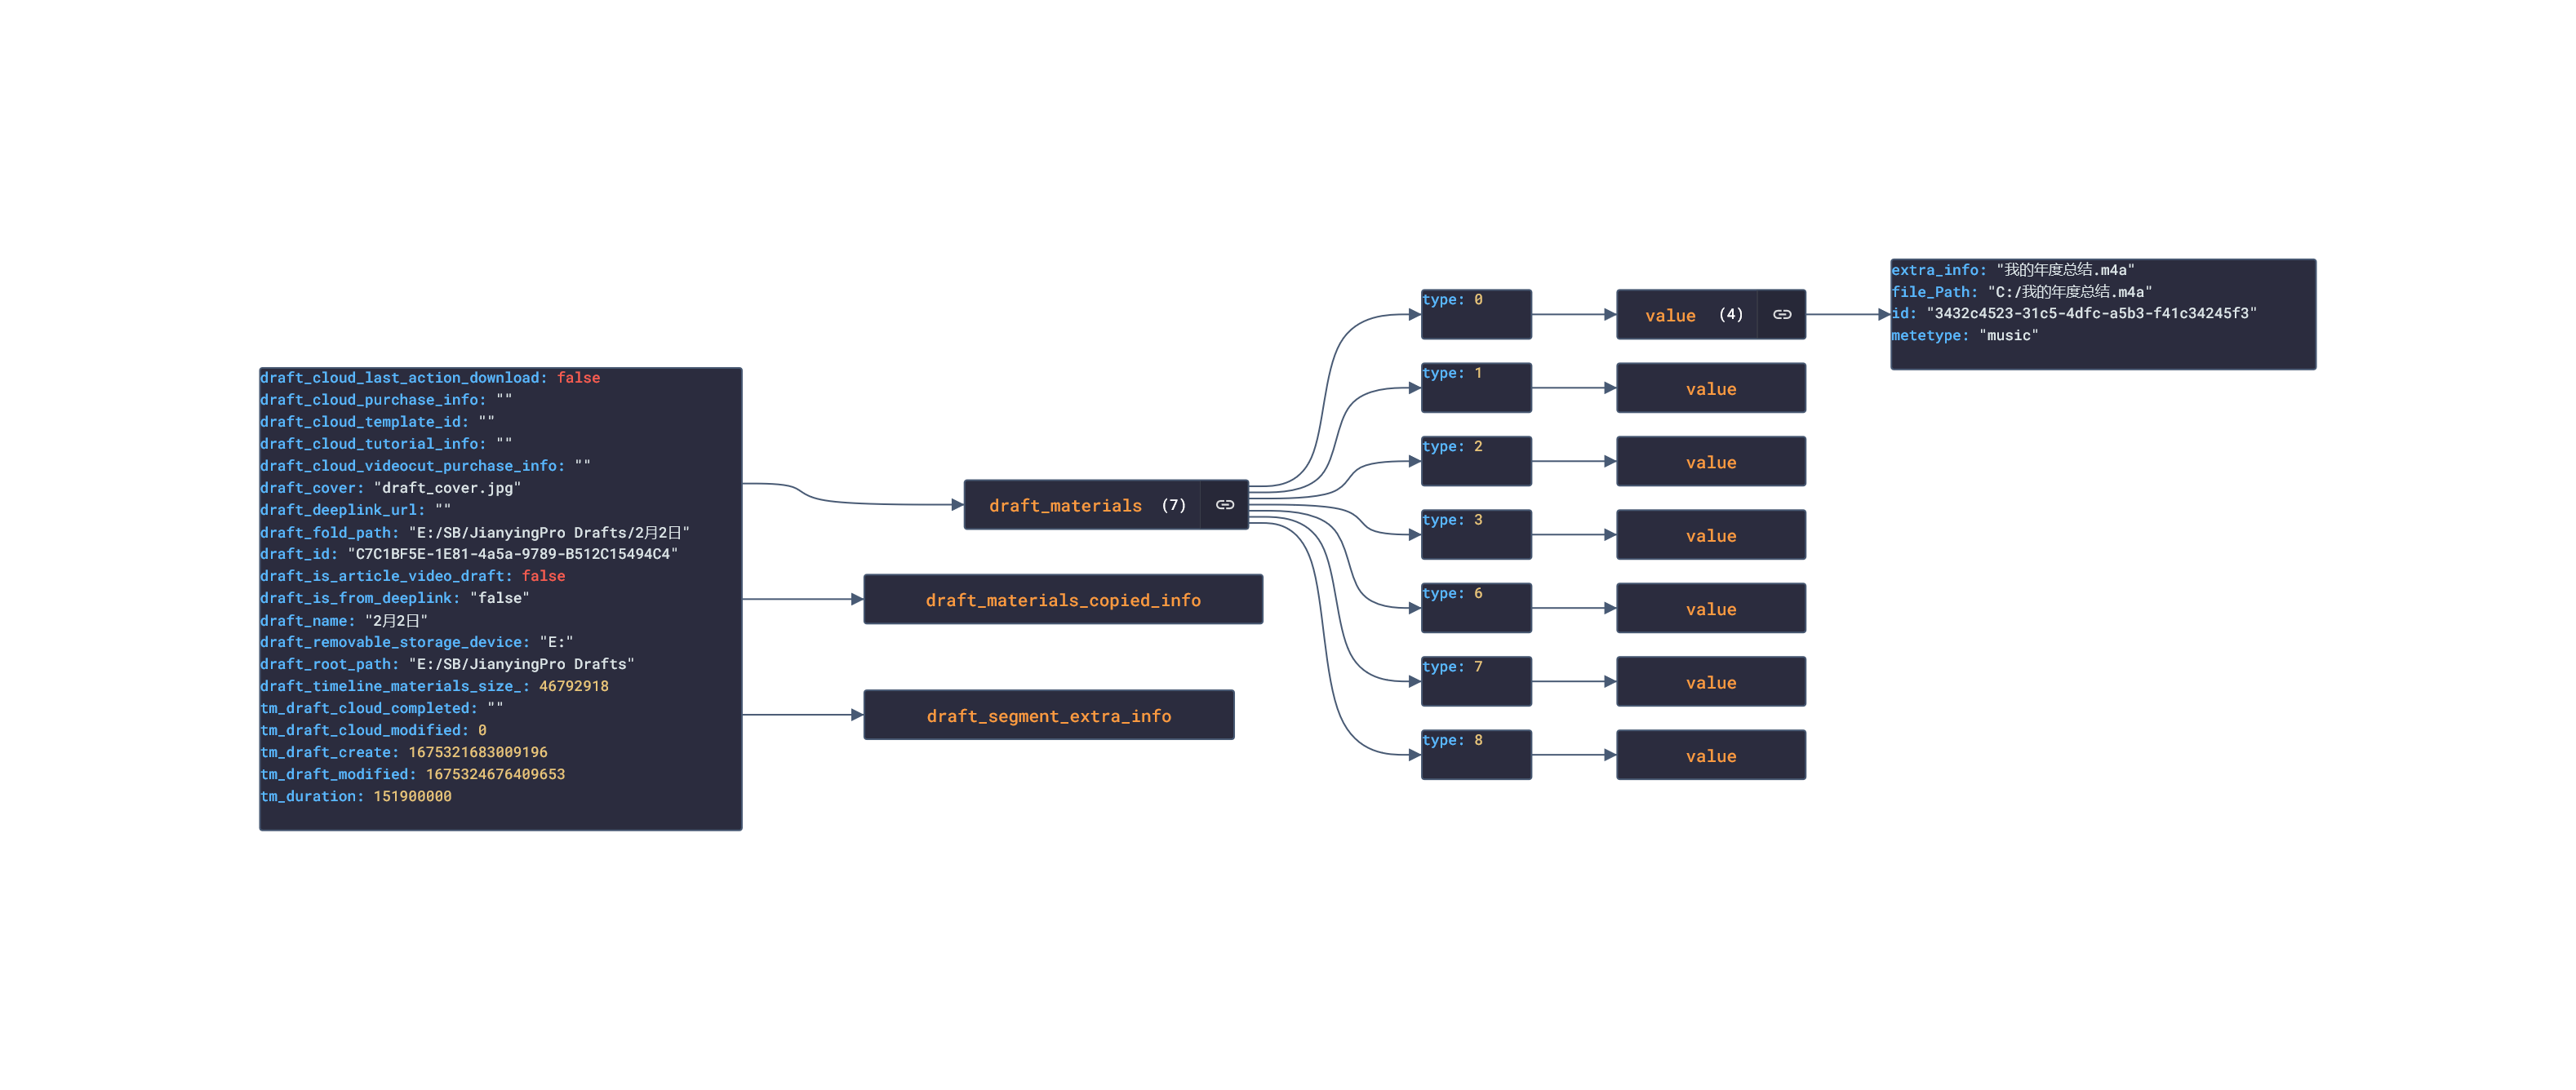 draft_cloud_last_action_download: false
draft_cloud_purchase_info: ""
draft_cloud_template_id: ""
draft_cloud_tutorial_info: ""
draft_cloud_videocut_purchase_info: ""
draft_cover: "draft_cover.jpg"
draft_deeplink_url: ""
draft_fold_path: "E:/SB/JianyingPro Drafts/2月2日"
draft_id: "C7C1BF5E-1E81-4a5a-9789-B512C15494C4"
draft_is_article_video_draft: false
draft_is_from_deeplink: "false"
draft_name: "2月2日"
draft_removable_storage_device: "E:"
draft_root_path: "E:/SB/JianyingPro Drafts"
draft_timeline_materials_size_: 46792918
tm_draft_cloud_completed: ""
tm_draft_cloud_modified: 0
tm_draft_create: 1675321683009196
tm_draft_modified: 1675324676409653
tm_duration: 151900000
draft_materials (7)
draft_materials_copied_info
draft_segment_extra_info
type: 0
value (4)
extra_info: "我的年度总结.m4a"
file_Path: "C:/我的年度总结.m4a"
id: "3432c4523-31c5-4dfc-a5b3-f41c34245f3"
metetype: "music"
type: 1
value
type: 2
value
type: 3
value
type: 6
value
type: 7
value
type: 8
value